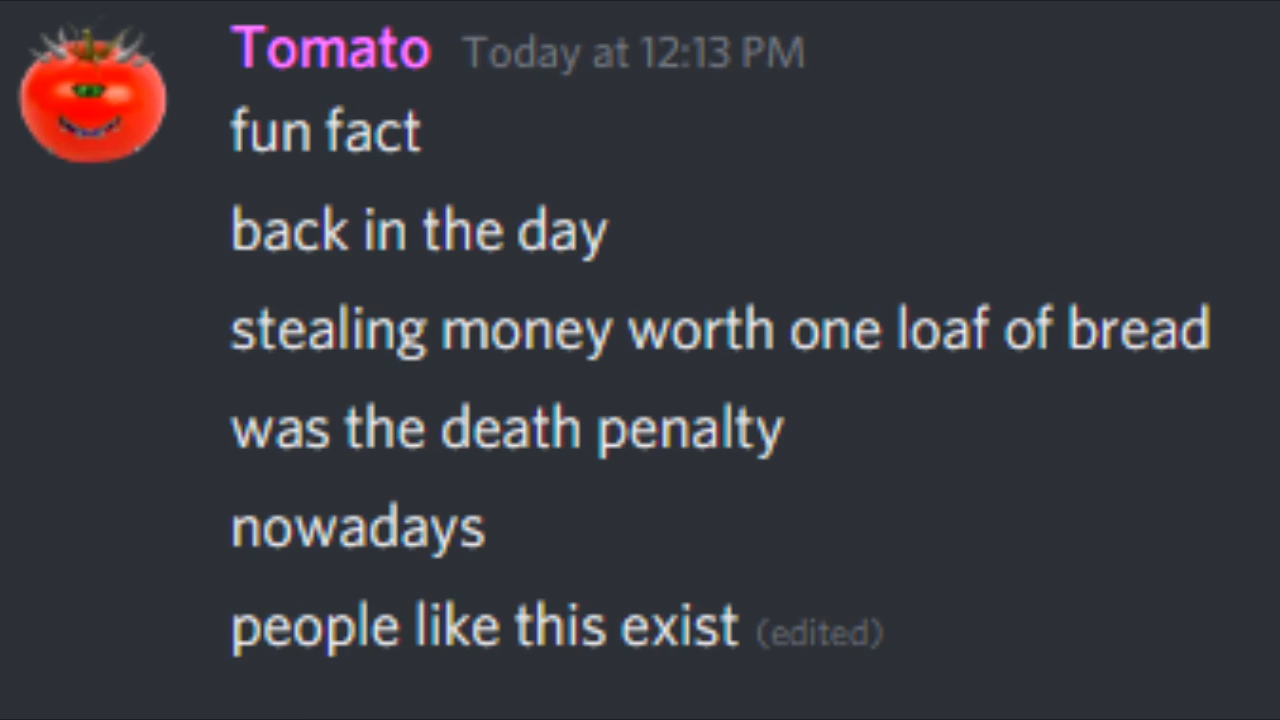 Tomato Today at 12:13 PM
fun fact
back in the day
stealing money worth one loaf of bread
was the death penalty
nowadays
people like this exist (edited)